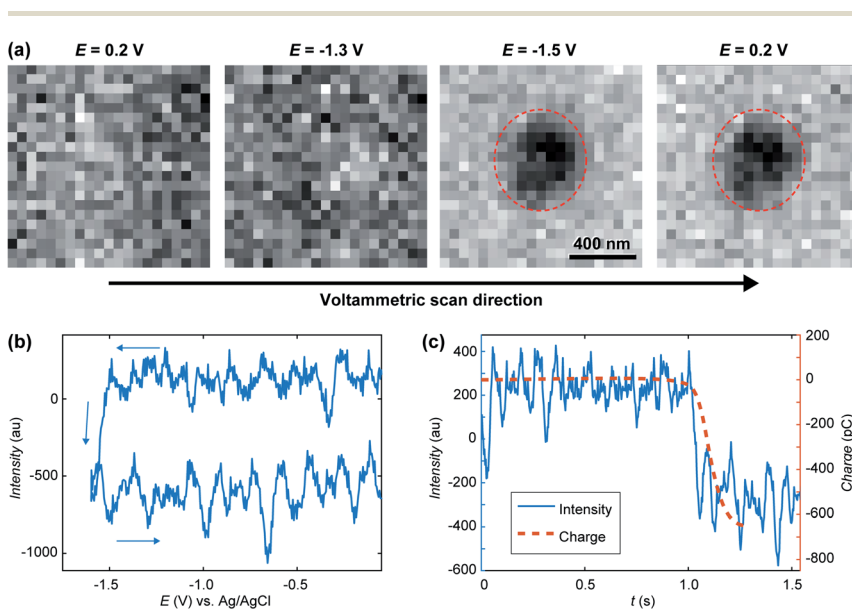 (a)
E = 0.2 V
E = -1.3 V
E = -1.5 V
E = 0.2 V
400 nm
Voltammetric scan direction
(b)
0
-500
-1000
Intensity (au)
-1.5
-1.0
-0.5
E (V) vs. Ag/AgCl
(c)
400
200
0
-200
-400
-600
Intensity (au)
Intensity
Charge
0
0.5
1.0
1.5
t (s)
200
0
-200
-400
-600
-800
Charge (pC)